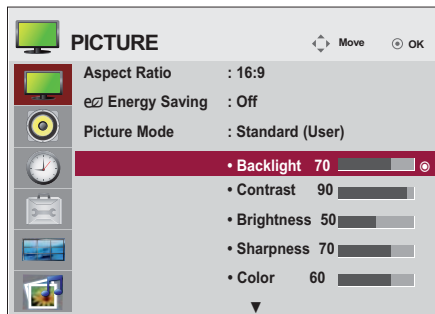 PICTURE Move OK
Aspect Ratio : 16:9
eØ Energy Saving : Off
Picture Mode : Standard (User)
• Backlight 70
• Contrast 90
• Brightness 50
• Sharpness 70
• Color 60
▼